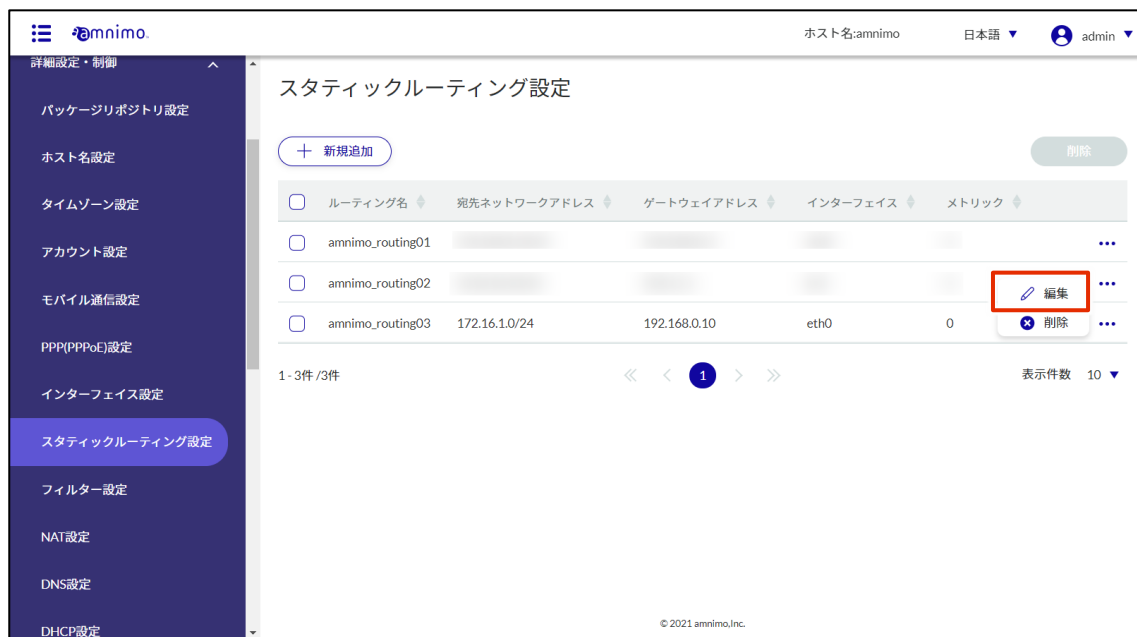 amnimo.
ホスト名:amnimo 日本語 ▼ admin ▼
詳細設定・制御
パッケージリポジトリ設定
ホスト名設定
タイムゾーン設定
アカウント設定
モバイル通信設定
PPP(PPPoE)設定
インターフェイス設定
スタティックルーティング設定
フィルター設定
NAT設定
DNS設定
DHCP設定
スタティックルーティング設定
＋ 新規追加
削除
ルーティング名 宛先ネットワークアドレス ゲートウェイアドレス インターフェイス メトリック
amnimo_routing01 •••
amnimo_routing02 •••
編集
amnimo_routing03 172.16.1.0/24 192.168.0.10 eth0 0 •••
削除
1 - 3件 /3件 1 表示件数 10 ▼
© 2021 amnimo,Inc.